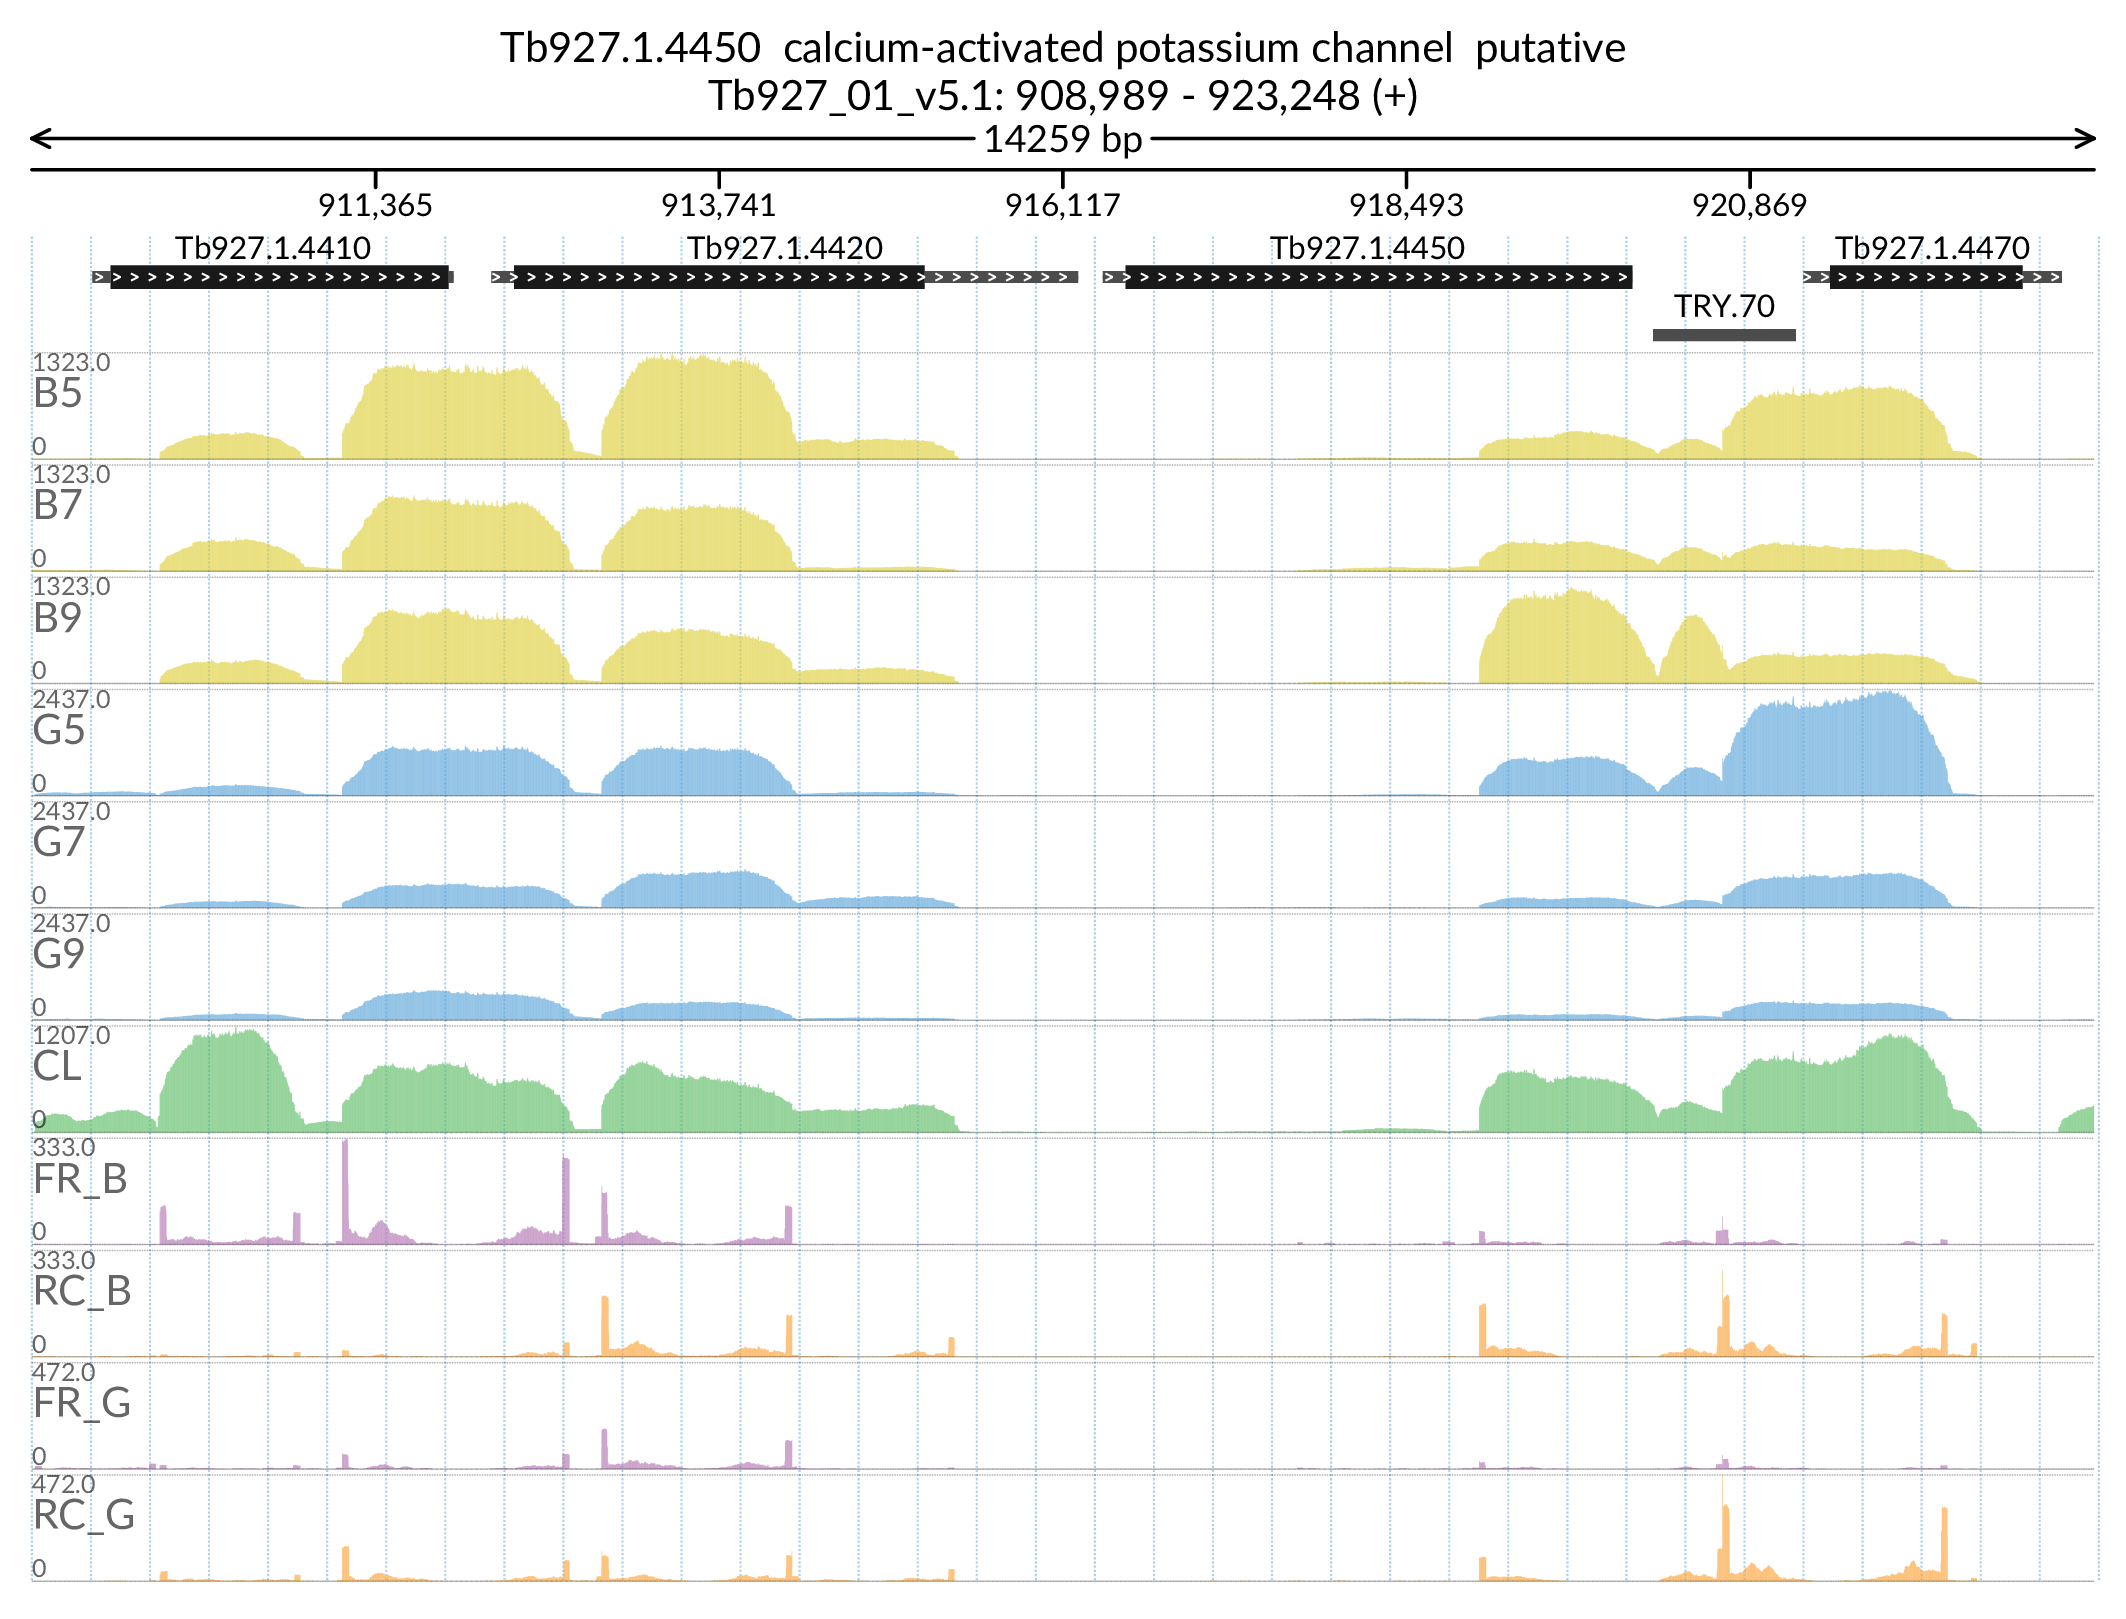 Tb927.1.4450  calcium-activated potassium channel  putative
Tb927_01_v5.1: 908,989 - 923,248 (+)
14259 bp
911,365 913,741 916,117 918,493 920,869
Tb927.1.4410 Tb927.1.4420 Tb927.1.4450 Tb927.1.4470
TRY.70
1323.0
B5
0
1323.0
B7
0
1323.0
B9
0
2437.0
G5
0
2437.0
G7
0
2437.0
G9
0
1207.0
CL
0
333.0
FR_B
0
333.0
RC_B
0
472.0
FR_G
0
472.0
RC_G
0